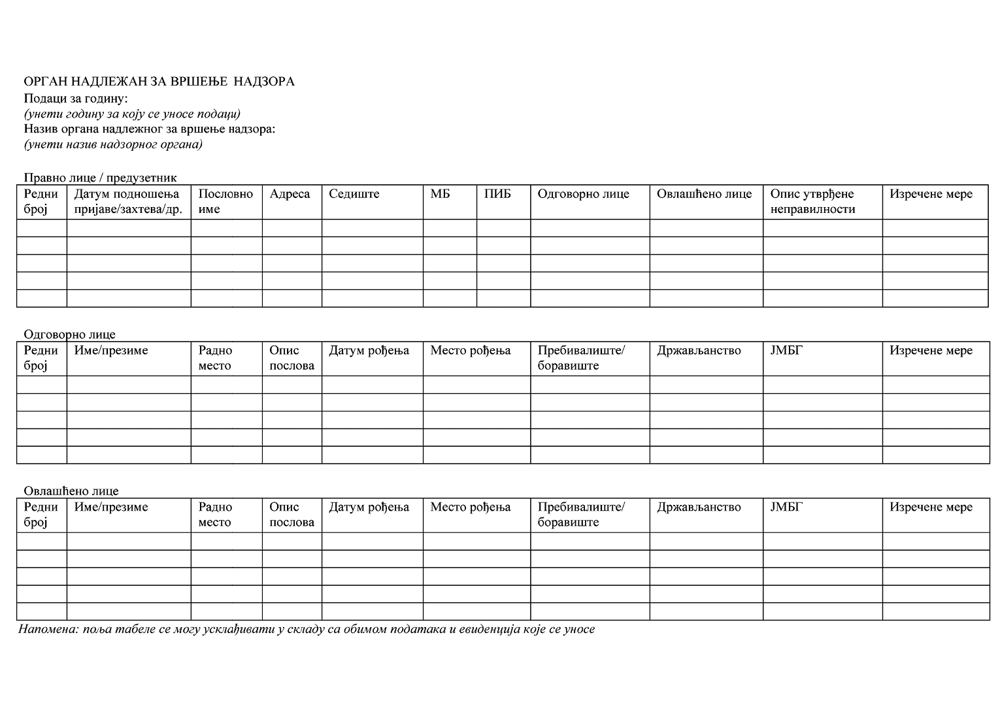 ОРГАН НАДЛЕЖАН ЗА ВРШЕЊЕ НАДЗОРА
Подаци за годину:
(унети годину за коју се уносе подаци)
Назив органа надлежног за вршење надзора:
(унети назив надзорног органа)
Правно лице / предузетник
Редни Датум подношења Пословно Адреса Седиште МБ ПИБ Одговорно лице Овлашћено лице Опис утврђене Изречене мере
број пријаве/захтева/др. име неправилности
Одговорно лице
Редни Име/презиме Радно Опис Датум рођења Место рођења Пребивалиште/ Држављанство ЈМБГ Изречене мере
број место послова боравиште
Овлашћено лице
Редни Име/презиме Радно Опис Датум рођења Место рођења Пребивалиште/ Држављанство ЈМБГ Изречене мере
број место послова боравиште
Напомена: поља табеле се могу усклађивати у складу са обимом података и евиденција које се уносе